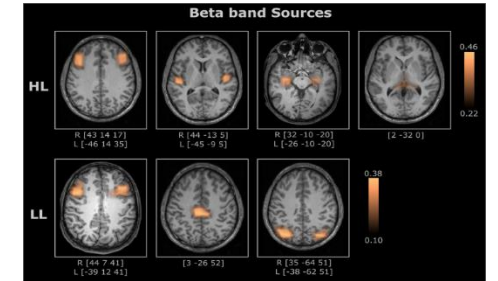 Beta band Sources
HL
R [43 14 17]
L [-46 14 35]
R [44 -13 5]
L [-45 -9 5]
R [32 -10 -20]
L [-26 -10 -20]
[2 -32 0]
0.46
0.22
LL
R [44 7 41]
L [-39 12 41]
[3 -26 52]
R [35 -64 51]
L [-38 -62 51]
0.38
0.10